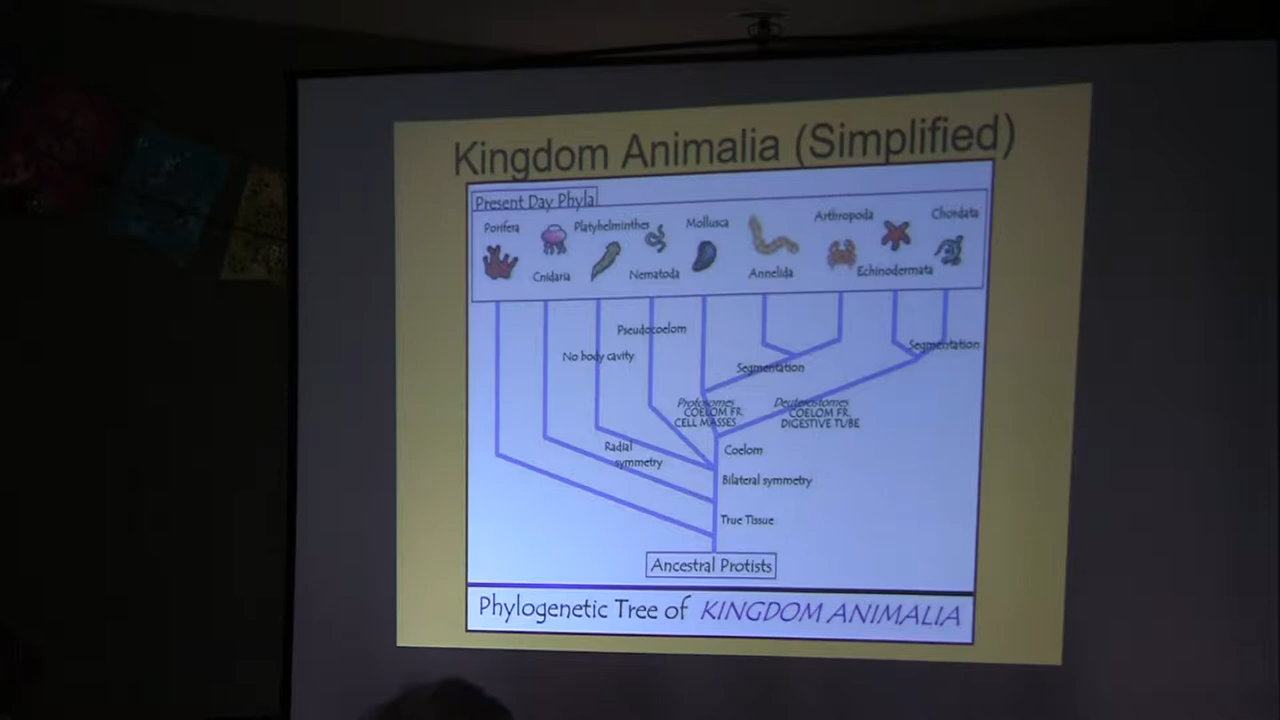 Kingdom Animalia (Simplified)
Present Day Phyla
Porifera
Cnidaria
Platyhelminthes
Nematoda
Mollusca
Annelida
Arthropoda
Echinodermata
Chordata
Pseudocoelom
No body cavity
Segmentation
Segmentation
Protosomes
COELOM FR.
CELL MASSES
Deuterostomes
COELOM FR.
DIGESTIVE TUBE
Radial
symmetry
Coelom
Bilateral symmetry
True Tissue
Ancestral Protists
Phylogenetic Tree of KINGDOM ANIMALIA